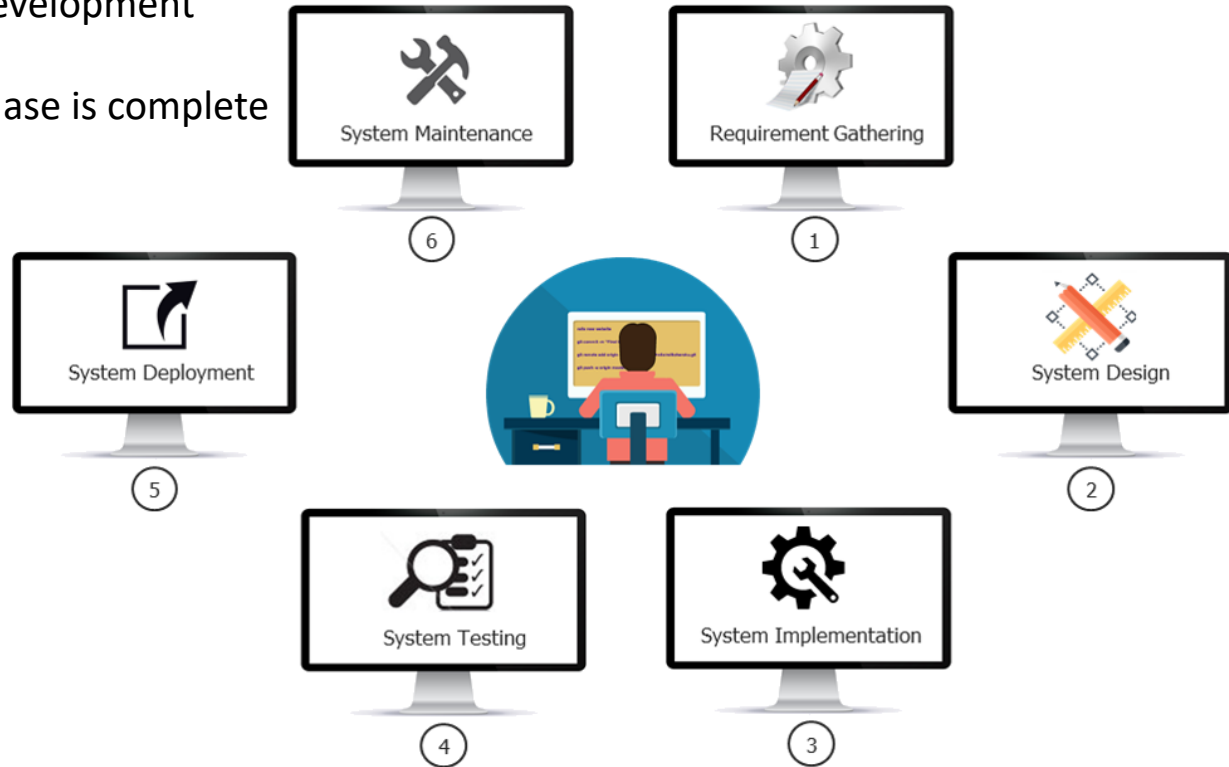 evelopment
ase is complete
System Maintenance
6
Requirement Gathering
1
System Deployment
5
System Design
2
System Testing
4
System Implementation
3